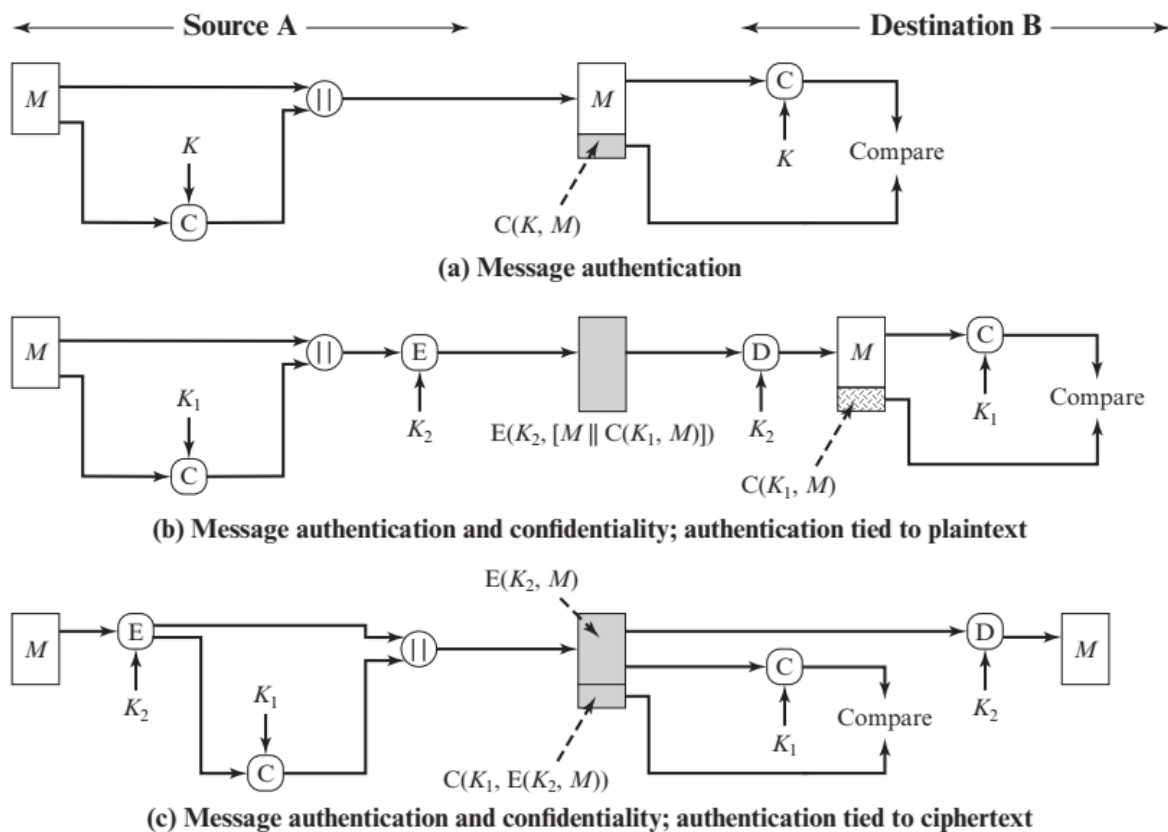 Source A Destination B
M || M C
K K Compare
C
C(K, M)
(a) Message authentication
M || E D M C
K1 K2 E(K2, [M || C(K1, M)]) K2 K1 Compare
C C(K1, M)
(b) Message authentication and confidentiality; authentication tied to plaintext
E(K2, M)
M E || D M
K2 K1 C K2
C K1 Compare
C(K1, E(K2, M))
(c) Message authentication and confidentiality; authentication tied to ciphertext